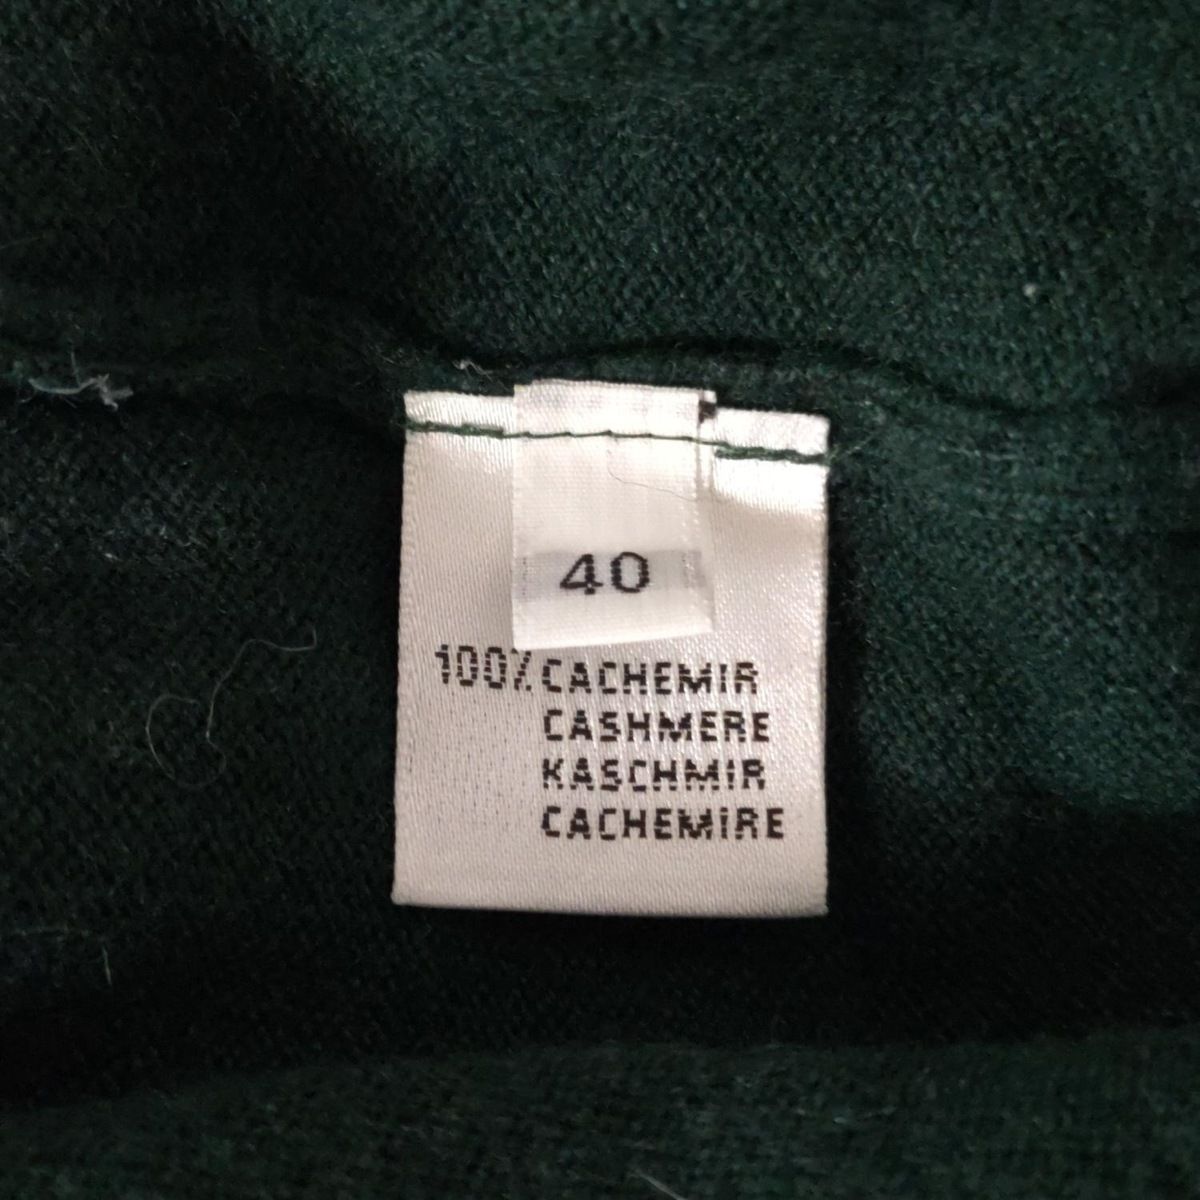 40
100% CACHEMIR
CASHMERE
KASCHMIR
CACHEMIRE